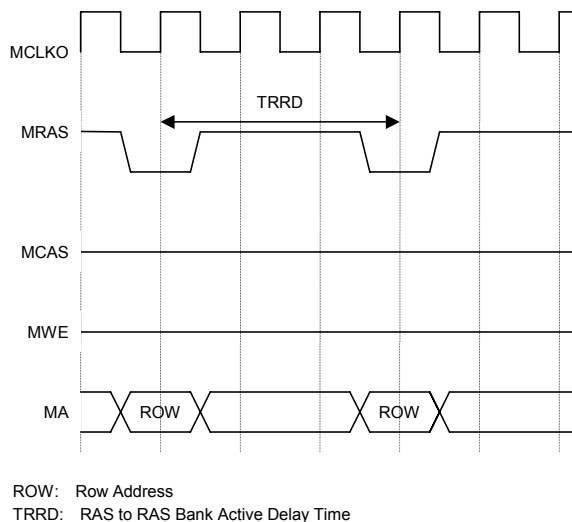 MCLKO
TRRD
MRAS
MCAS
MWE
MA
ROW
ROW
ROW: Row Address
TRRD: RAS to RAS Bank Active Delay Time